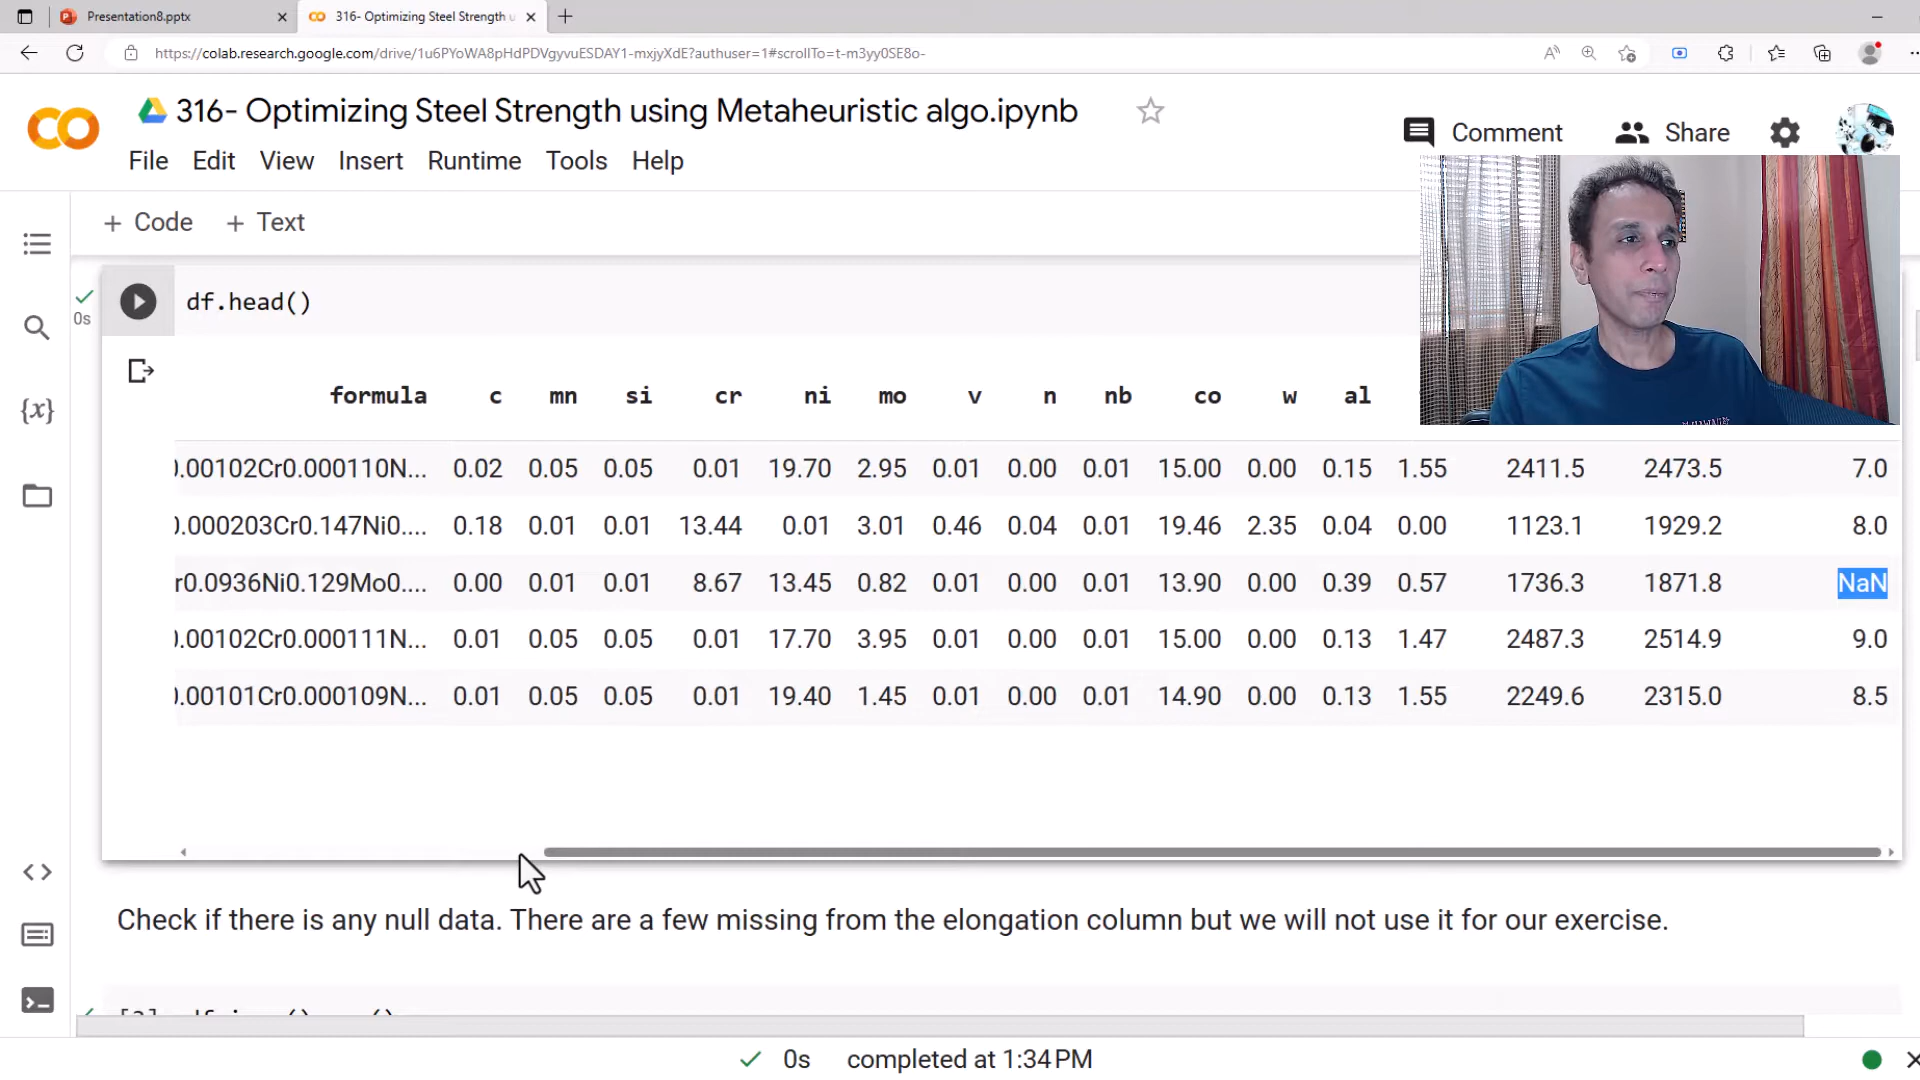 Presentation8.pptx
316- Optimizing Steel Strength u
https://colab.research.google.com/drive/1u6PYoWA8pHdPDVgyvuESDAY1-mxjyXdE?authuser=1#scrollTo=t-m3yy0SE8o-
316- Optimizing Steel Strength using Metaheuristic algo.ipynb
Comment Share
File Edit View Insert Runtime Tools Help
+ Code + Text
0s
df.head()
formula c mn si cr ni mo v n nb co w al
0.00102Cr0.000110N... 0.02 0.05 0.05 0.01 19.70 2.95 0.01 0.00 0.01 15.00 0.00 0.15 1.55 2411.5 2473.5 7.0
0.000203Cr0.147Ni0.... 0.18 0.01 0.01 13.44 0.01 3.01 0.46 0.04 0.01 19.46 2.35 0.04 0.00 1123.1 1929.2 8.0
r0.0936Ni0.129Mo0.... 0.00 0.01 0.01 8.67 13.45 0.82 0.01 0.00 0.01 13.90 0.00 0.39 0.57 1736.3 1871.8 NaN
0.00102Cr0.000111N... 0.01 0.05 0.05 0.01 17.70 3.95 0.01 0.00 0.01 15.00 0.00 0.13 1.47 2487.3 2514.9 9.0
0.00101Cr0.000109N... 0.01 0.05 0.05 0.01 19.40 1.45 0.01 0.00 0.01 14.90 0.00 0.13 1.55 2249.6 2315.0 8.5
Check if there is any null data. There are a few missing from the elongation column but we will not use it for our exercise.
0s completed at 1:34 PM